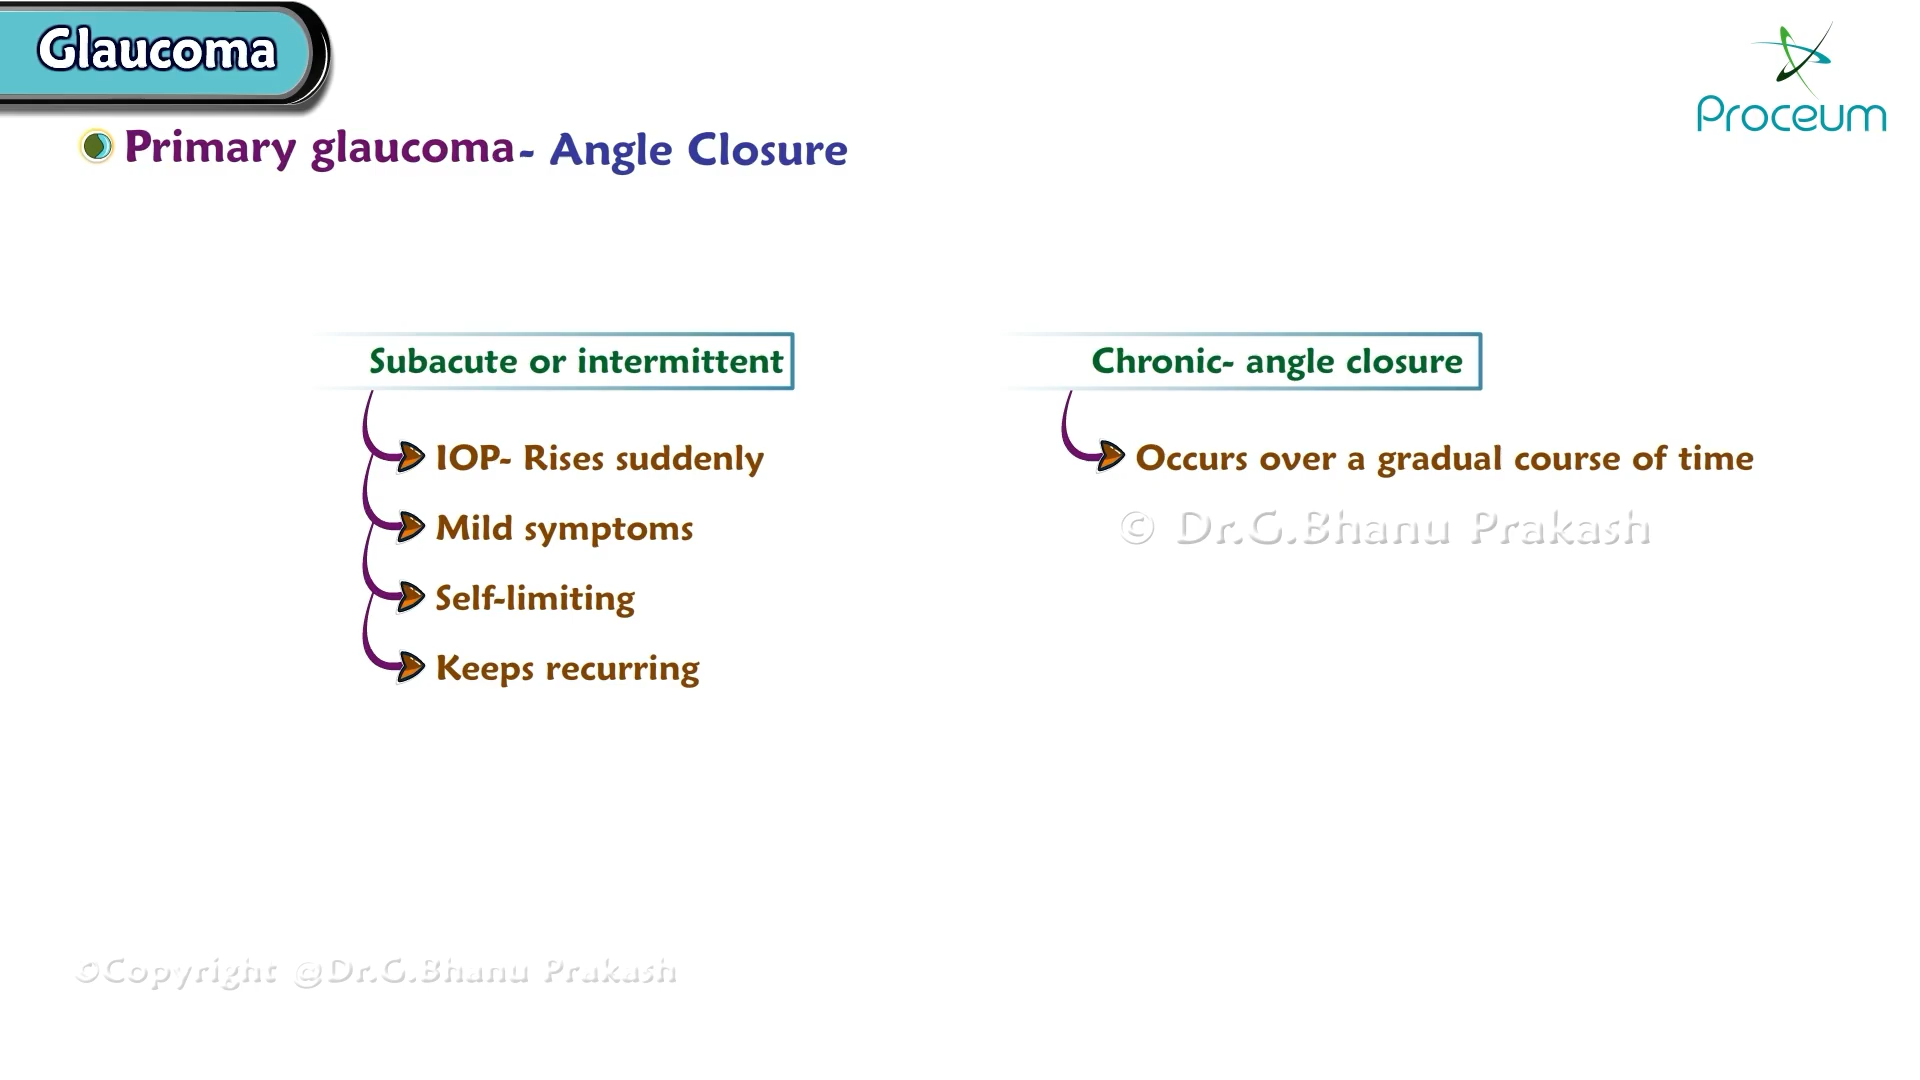 Glaucoma
Proceum
Primary glaucoma- Angle Closure
Subacute or intermittent
IOP- Rises suddenly
Mild symptoms
Self-limiting
Keeps recurring
Chronic- angle closure
Occurs over a gradual course of time
© Dr.G.Bhanu Prakash
©Copyright @Dr.G.Bhanu Prakash